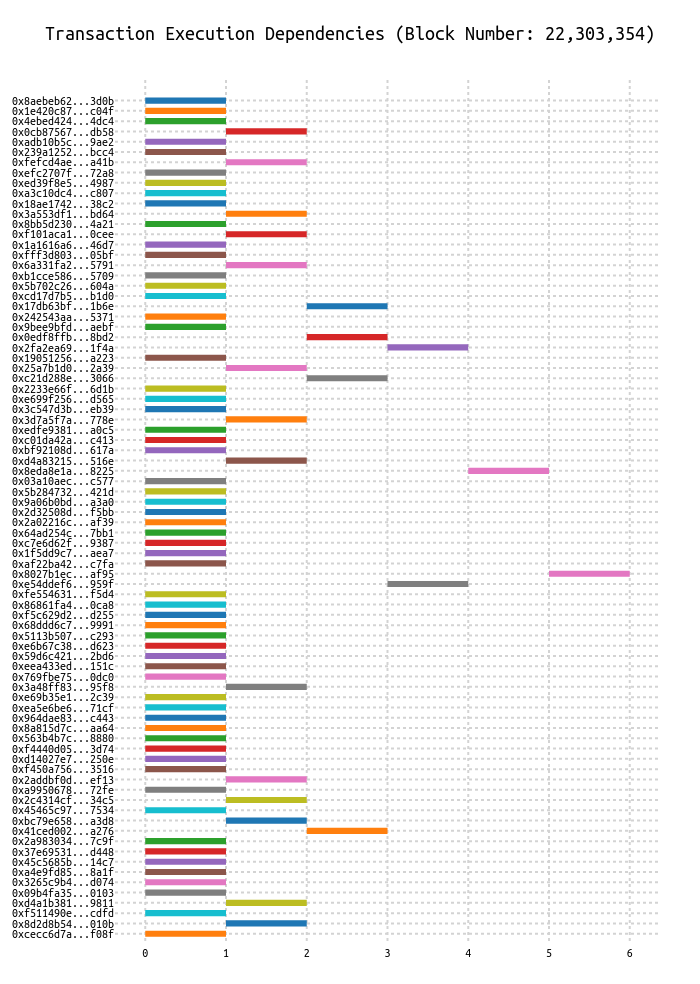 Transaction Execution Dependencies (Block Number: 22,303,354)
0x8aebeb62...3d0b
0x1e420c87...c04f
0x4ebed424...4dc4
0x0cb87567...db58
0xadb10b5c...9ae2
0x239a1252...bcc4
0xfefcd4ae...a41b
0xefc2707f...72a8
0xed39f8e5...4987
0xa3c10dc4...c807
0x18ae1742...38c2
0x3a553df1...bd64
0x8bb5d230...4a21
0xf101aca1...0cee
0x1a1616a6...46d7
0xfff3d803...05bf
0x6a331fa2...5791
0xb1cce586...5709
0x5b702c26...604a
0xcd17d7b5...b1d0
0x17db63bf...1b6e
0x242543aa...5371
0x9bee9bfd...aebf
0x0edf8ffb...8bd2
0x2fa2ea69...1f4a
0x19051256...a223
0x25a7b1d0...2a39
0xc21d288e...3066
0x2233e66f...6d1b
0xe699f256...d565
0x3c547d3b...eb39
0x3d7a5f7a...778e
0xedfe9381...a0c5
0xc01da42a...c413
0xbf92108d...617a
0xd4a83215...516e
0x8eda8e1a...8225
0x03a10aec...c577
0x5b284732...421d
0x9a06b0bd...a3a0
0x2d32508d...f5bb
0x2a02216c...af39
0x64ad254c...7bb1
0xc7e6d62f...9387
0x1f5dd9c7...aea7
0xaf22ba42...c7fa
0x8027b1ec...af95
0xe54ddef6...959f
0xfe554631...f5d4
0x86861fa4...0ca8
0xf5c629d2...d255
0x68ddd6c7...9991
0x5113b507...c293
0xe6b67c38...d623
0x59d6c421...2bd6
0xeea433ed...151c
0x769fbe75...0dc0
0x3a48ff83...95f8
0xe69b35e1...2c39
0xea5e6be6...71cf
0x964dae83...c443
0x8a815d7c...aa64
0x563b4b7c...8880
0xf4440d05...3d74
0xd14027e7...250e
0xf450a756...3516
0x2addbf0d...ef13
0xa9950678...72fe
0x2c4314cf...34c5
0x45465c97...7534
0xbc79e658...a3d8
0x41ced002...a276
0x2a983034...7c9f
0x37e69531...d448
0x45c5685b...14c7
0xa4e9fd85...8a1f
0x3265c9b4...d074
0x09b4fa35...0103
0xd4a1b381...9811
0xf511490e...cdfd
0x8d2d8b54...010b
0xcecc6d7a...f08f
0 1 2 3 4 5 6